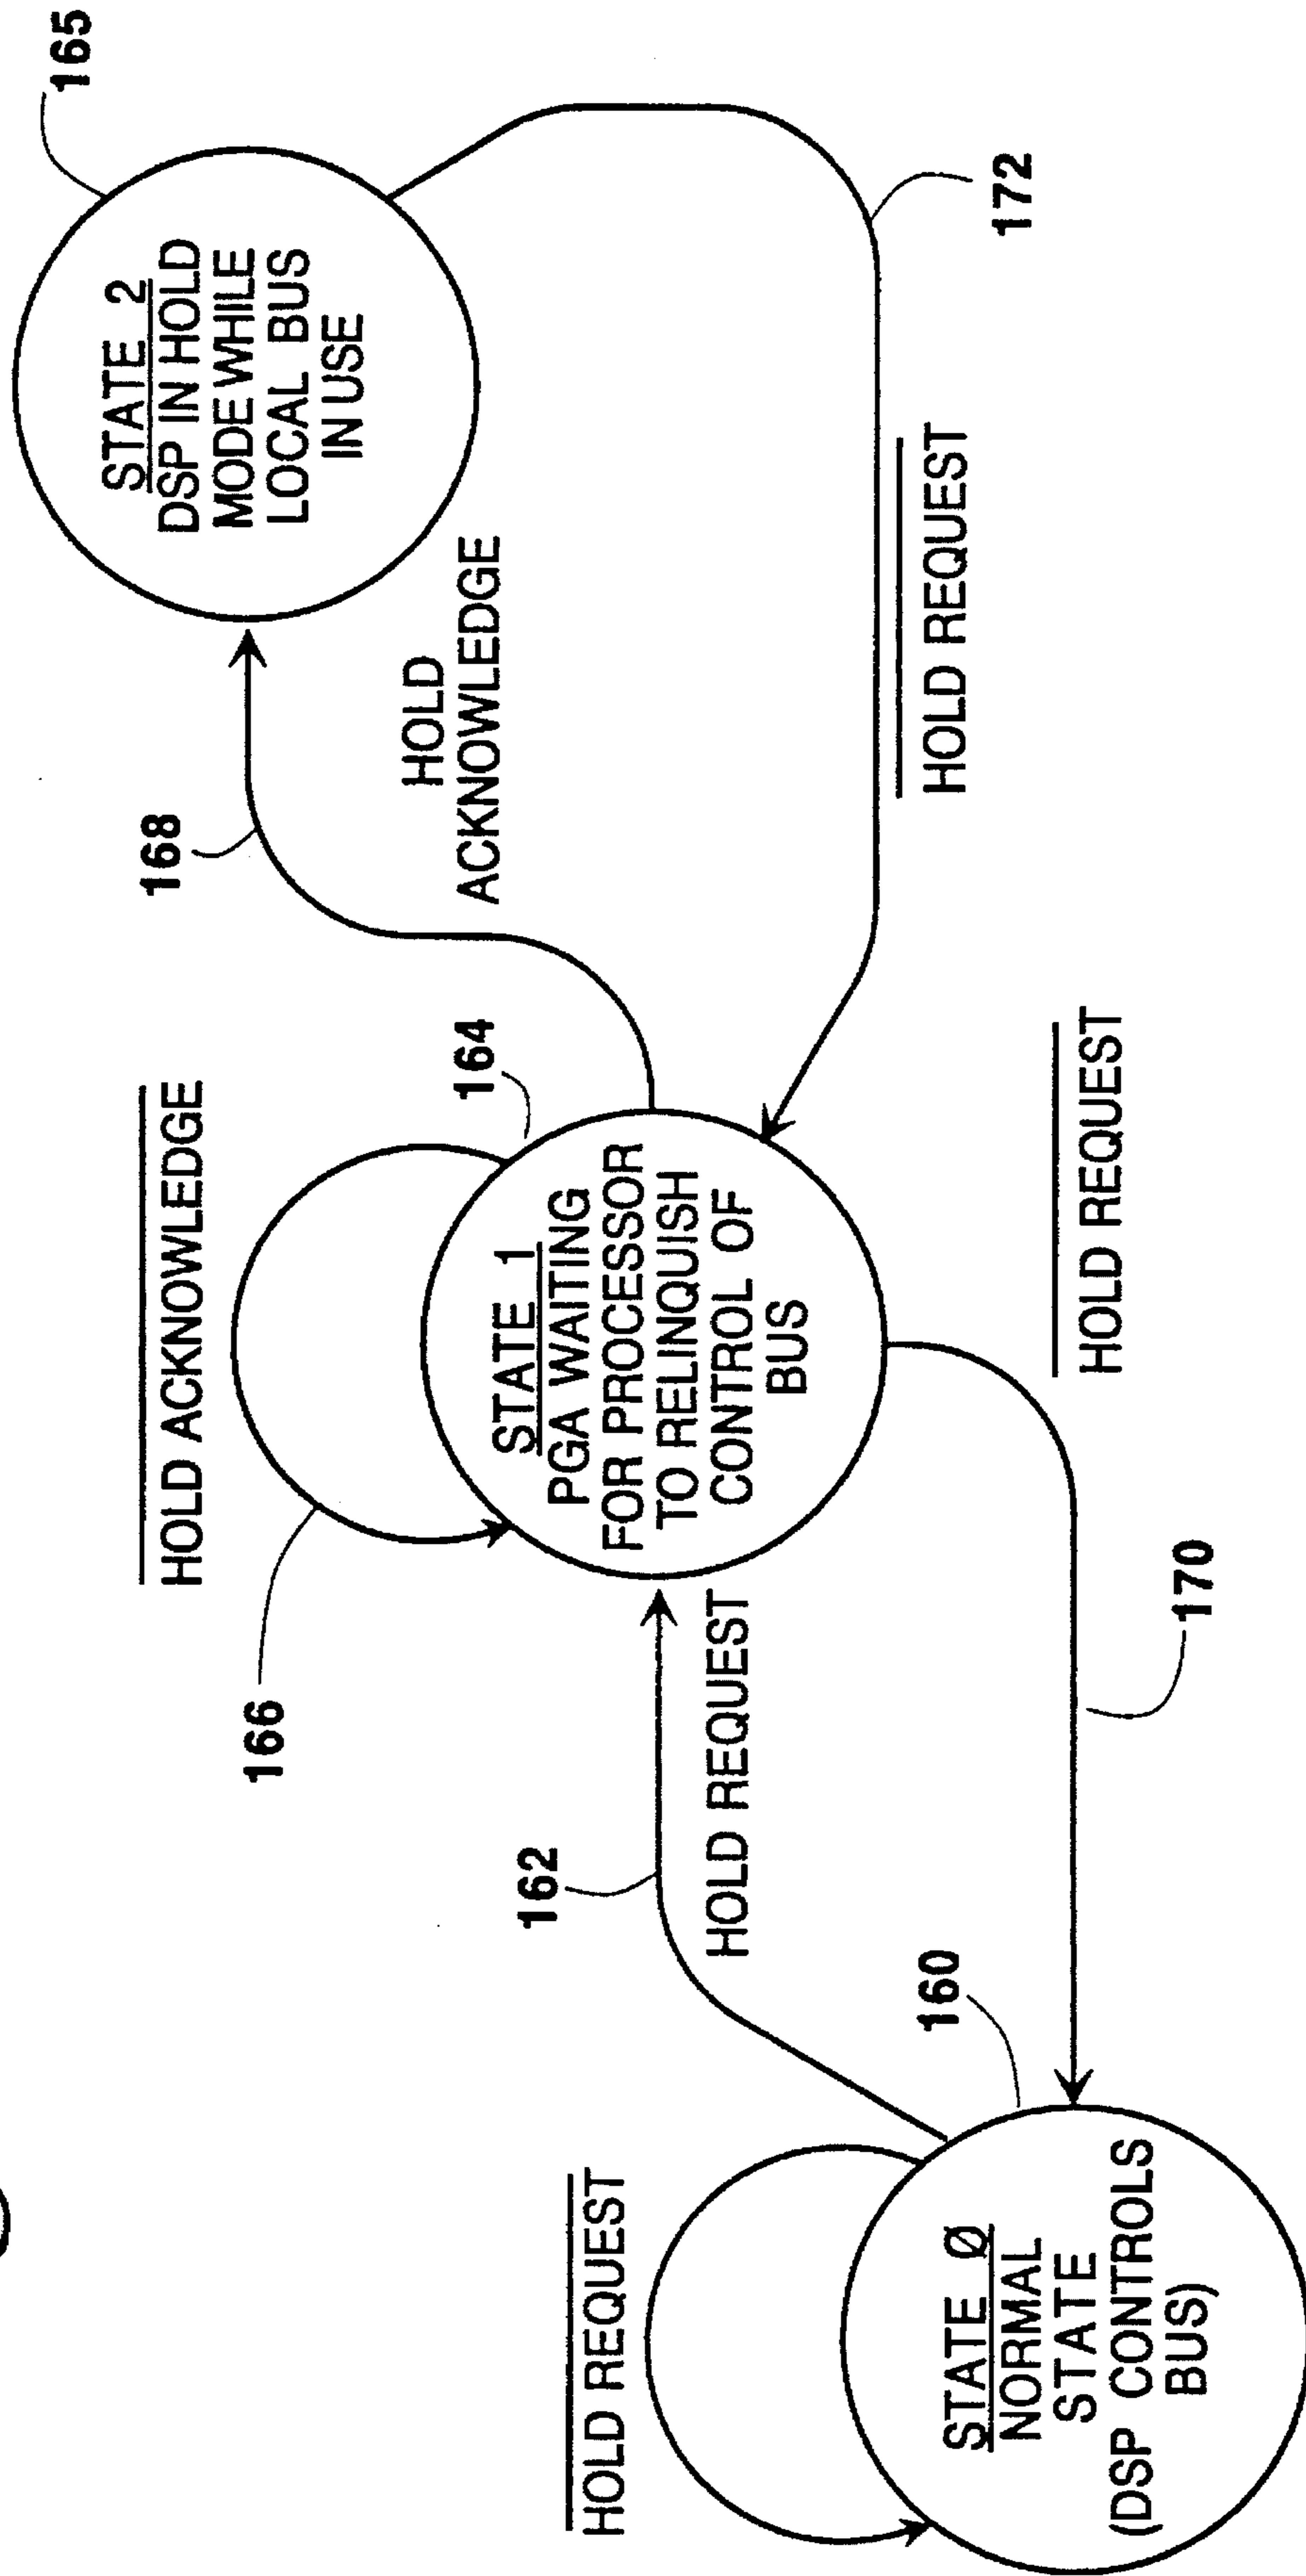 HOLD REQUEST
STATE Ø
NORMAL
STATE
(DSP CONTROLS
BUS)
160
162
HOLD REQUEST
170
HOLD REQUEST
166
HOLD ACKNOWLEDGE
STATE 1
PGA WAITING
FOR PROCESSOR
TO RELINQUISH
CONTROL OF
BUS
164
168
HOLD
ACKNOWLEDGE
STATE 2
DSP IN HOLD
MODE WHILE
LOCAL BUS
IN USE
165
172
HOLD REQUEST